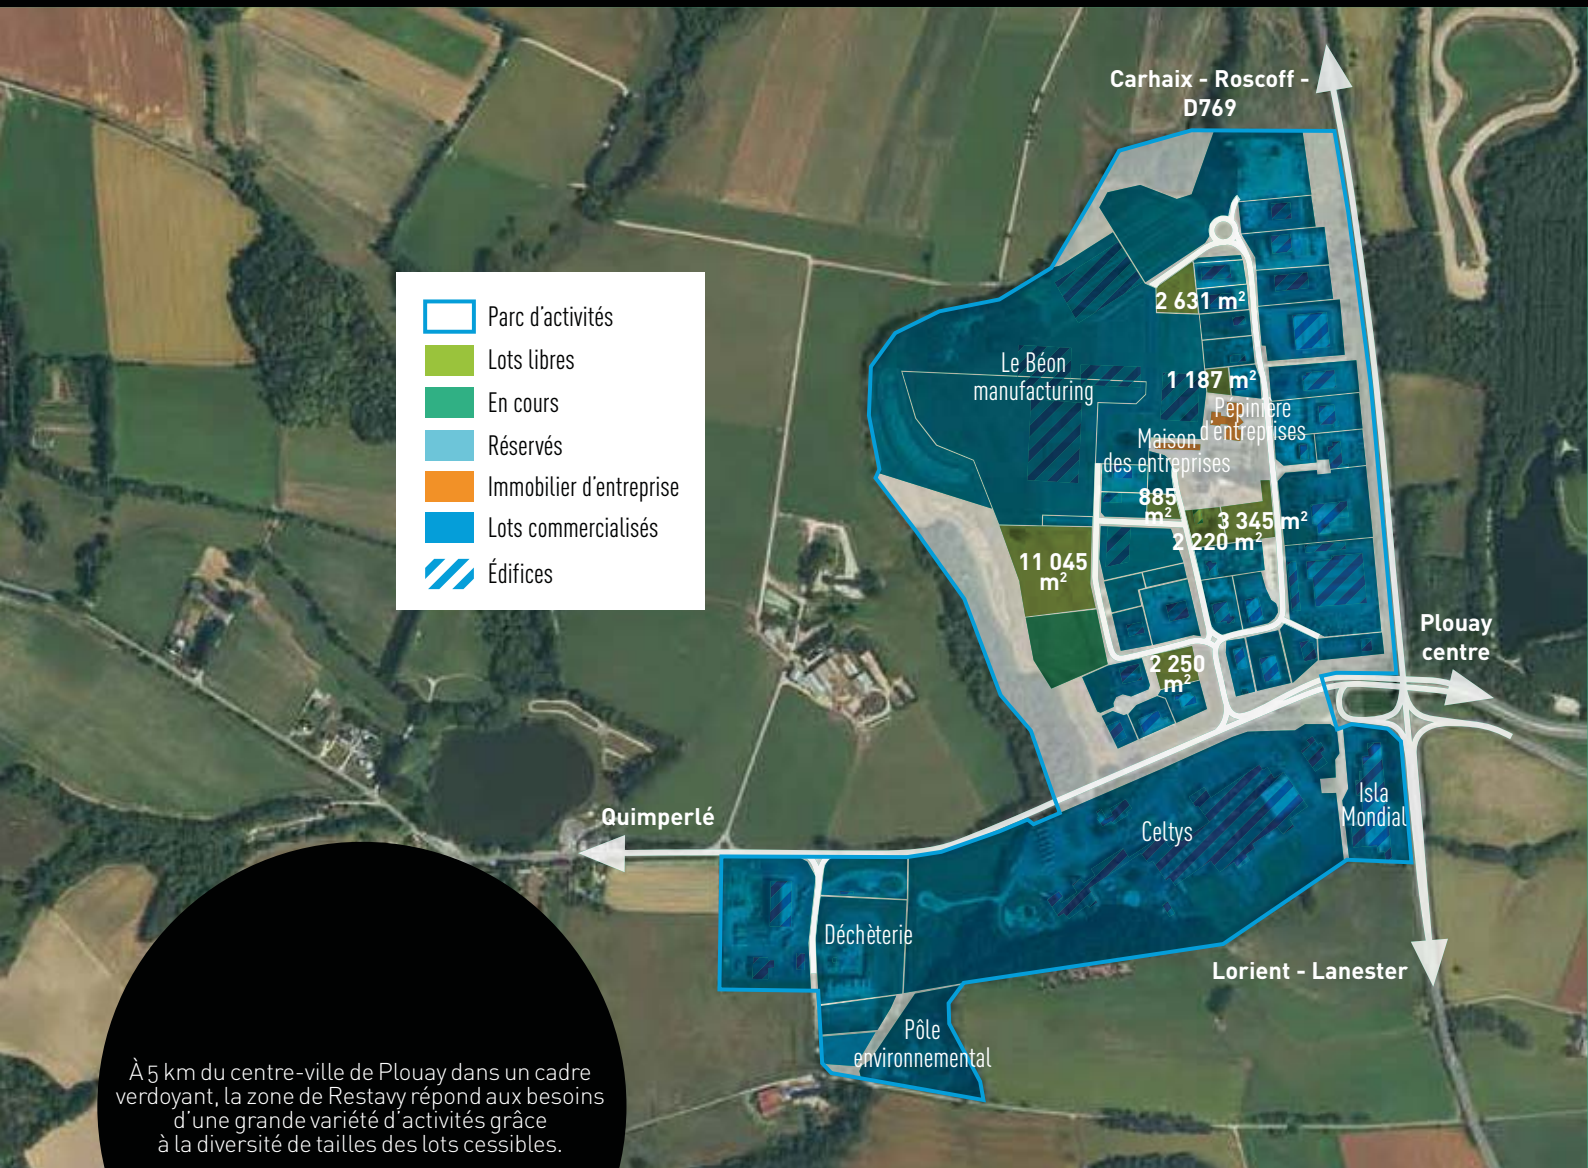 Carhaix - Roscoff -
D769
Parc d'activités
Lots libres
En cours
Réservés
Immobilier d'entreprise
Lots commercialisés
Édifices
2 631 m²
Le Béon
manufacturing
1 187 m²
Pépinière
d'entreprises
Maison
des entreprises
885
m²
3 345 m²
2 220 m²
11 045
m²
Plouay
centre
2 250
m²
Quimperlé
Isla
Mondial
Celtys
Déchèterie
Lorient - Lanester
Pôle
environnemental
À 5 km du centre-ville de Plouay dans un cadre
verdoyant, la zone de Restavy répond aux besoins
d'une grande variété d'activités grâce
à la diversité de tailles des lots cessibles.